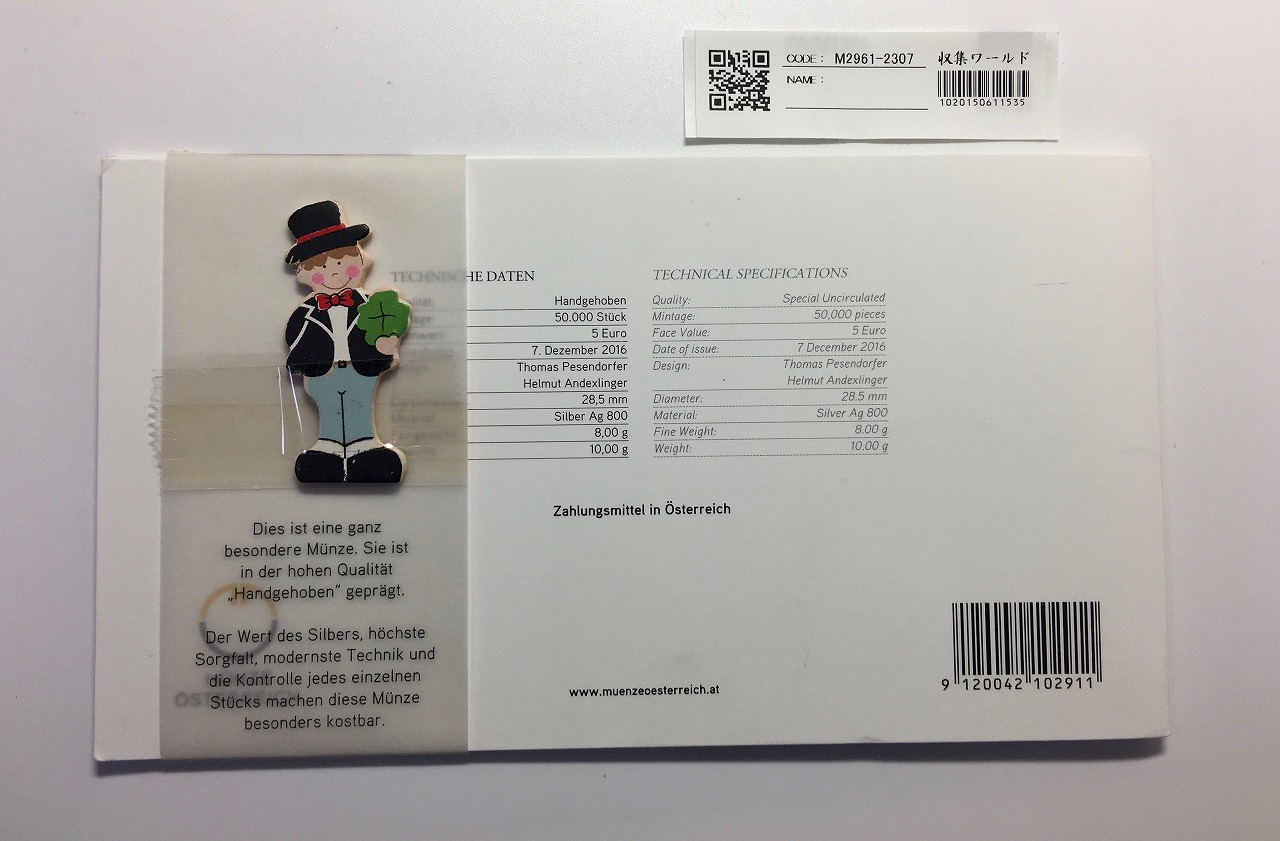 CODE: M2961-2307
NAME:
収集ワールド
1020150611535
TECHNISCHE DATEN
Handgehoben
50.000 Stück
5 Euro
7. Dezember 2016
Thomas Pesendorfer
Helmut Andexlinger
28,5 mm
Silber Ag 800
8,00 g
10,00 g
TECHNICAL SPECIFICATIONS
Quality: Special Uncirculated
Mintage: 50,000 pieces
Face Value: 5 Euro
Date of issue: 7 December 2016
Design: Thomas Pesendorfer
Helmut Andexlinger
Diameter: 28.5 mm
Material: Silver Ag 800
Fine Weight: 8.00 g
Weight: 10.00 g
Zahlungsmittel in Österreich
Dies ist eine ganz
besondere Münze. Sie ist
in der hohen Qualität
„Handgehoben“ geprägt.
Der Wert des Silbers, höchste
Sorgfalt, modernste Technik und
die Kontrolle jedes einzelnen
Stücks machen diese Münze
besonders kostbar.
www.muenzeoesterreich.at
9 120042 102911